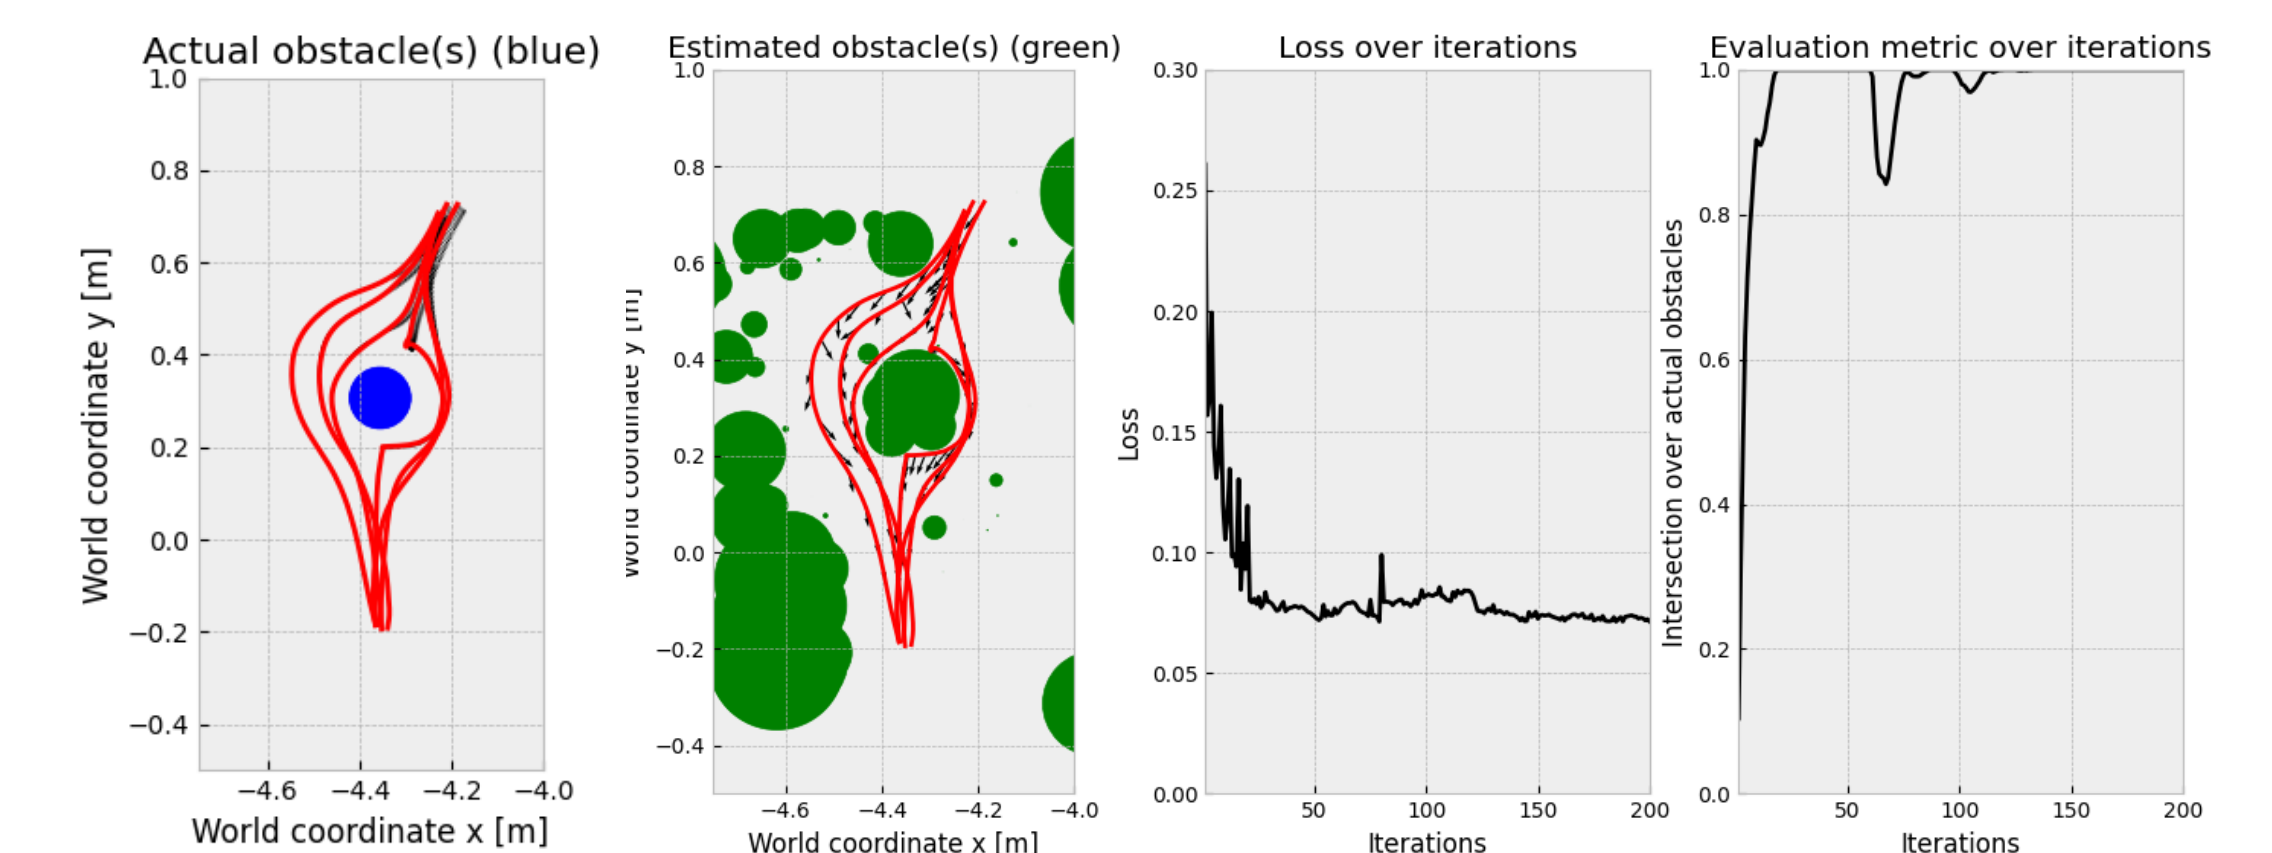 Actual obstacle(s) (blue)
1.0
0.8
0.6
0.4
0.2
0.0
−0.2
−0.4
World coordinate y [m]
−4.6 −4.4 −4.2 −4.0
World coordinate x [m]
Estimated obstacle(s) (green)
1.0
0.8
0.6
0.4
0.2
0.0
−0.2
−0.4
World coordinate y [m]
−4.6 −4.4 −4.2 −4.0
World coordinate x [m]
Loss over iterations
0.30
0.25
0.20
0.15
0.10
0.05
0.00
Loss
50 100 150 200
Iterations
Evaluation metric over iterations
1.0
0.8
0.6
0.4
0.2
0.0
Intersection over actual obstacles
50 100 150 200
Iterations